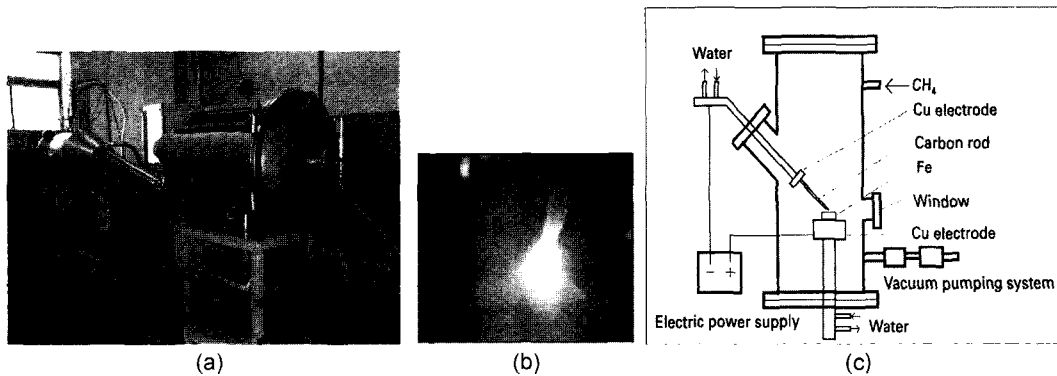 Water
CH₄
Cu electrode
Carbon rod
Fe
Window
Cu electrode
- +
Vacuum pumping system
Electric power supply
Water
(a)
(b)
(c)